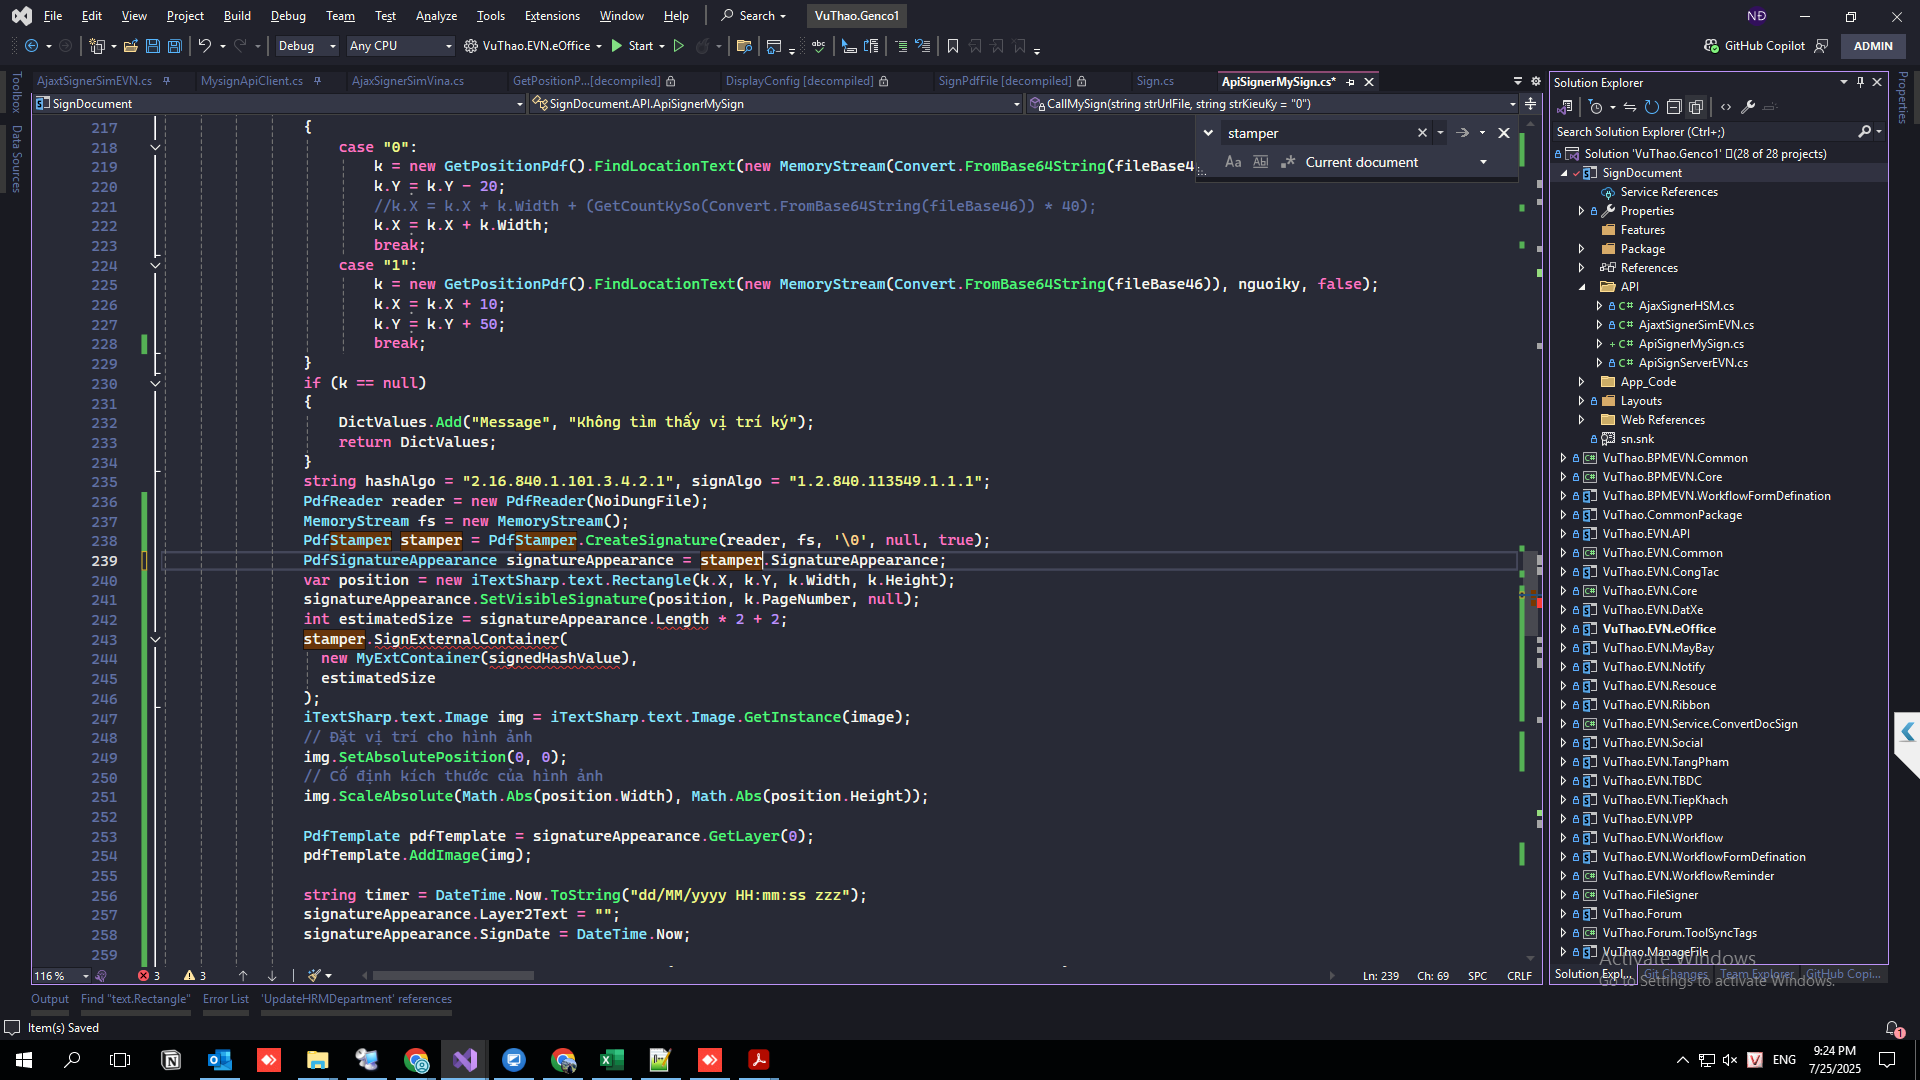 File Edit View Project Build Debug Team Test Analyze Tools Extensions Window Help Search VuThao.Genco1 NĐ
Debug Any CPU VuThao.EVN.eOffice Start GitHub Copilot ADMIN
AjaxtSignerSimEVN.cs MysignApiClient.cs AjaxSignerSimVina.cs GetPositionP...[decompiled] DisplayConfig [decompiled] SignPdfFile [decompiled] Sign.cs ApiSignerMySign.cs*
SignDocument SignDocument.API.ApiSignerMySign CallMySign(string strUrlFile, string strKieuKy = "0")
Toolbox
Data Sources
stamper
Aa Current document
217 {
218 case "0":
219 k = new GetPositionPdf().FindLocationText(new MemoryStream(Convert.FromBase64String(fileBase4
220 k.Y = k.Y - 20;
221 //k.X = k.X + k.Width + (GetCountKySo(Convert.FromBase64String(fileBase46)) * 40);
222 k.X = k.X + k.Width;
223 break;
224 case "1":
225 k = new GetPositionPdf().FindLocationText(new MemoryStream(Convert.FromBase64String(fileBase46)), nguoiky, false);
226 k.X = k.X + 10;
227 k.Y = k.Y + 50;
228 break;
229 }
230 if (k == null)
231 {
232 DictValues.Add("Message", "Không tìm thấy vị trí ký");
233 return DictValues;
234 }
235 string hashAlgo = "2.16.840.1.101.3.4.2.1", signAlgo = "1.2.840.113549.1.1.1";
236 PdfReader reader = new PdfReader(NoiDungFile);
237 MemoryStream fs = new MemoryStream();
238 PdfStamper stamper = PdfStamper.CreateSignature(reader, fs, '\0', null, true);
239 PdfSignatureAppearance signatureAppearance = stamper.SignatureAppearance;
240 var position = new iTextSharp.text.Rectangle(k.X, k.Y, k.Width, k.Height);
241 signatureAppearance.SetVisibleSignature(position, k.PageNumber, null);
242 int estimatedSize = signatureAppearance.Length * 2 + 2;
243 stamper.SignExternalContainer(
244 new MyExtContainer(signedHashValue),
245 estimatedSize
246 );
247 iTextSharp.text.Image img = iTextSharp.text.Image.GetInstance(image);
248 // Đặt vị trí cho hình ảnh
249 img.SetAbsolutePosition(0, 0);
250 // Cố định kích thước của hình ảnh
251 img.ScaleAbsolute(Math.Abs(position.Width), Math.Abs(position.Height));
252
253 PdfTemplate pdfTemplate = signatureAppearance.GetLayer(0);
254 pdfTemplate.AddImage(img);
255
256 string timer = DateTime.Now.ToString("dd/MM/yyyy HH:mm:ss zzz");
257 signatureAppearance.Layer2Text = "";
258 signatureAppearance.SignDate = DateTime.Now;
259
116 % 3 3 Ln: 239 Ch: 69 SPC CRLF
Output Find "text.Rectangle" Error List 'UpdateHRMDepartment' references
Item(s) Saved
Solution Explorer
Search Solution Explorer (Ctrl+;)
Solution 'VuThao.Genco1' (28 of 28 projects)
SignDocument
Service References
Properties
Features
Package
References
API
C# AjaxSignerHSM.cs
C# AjaxtSignerSimEVN.cs
C# ApiSignerMySign.cs
C# ApiSignServerEVN.cs
App_Code
Layouts
Web References
sn.snk
VuThao.BPMEVN.Common
VuThao.BPMEVN.Core
VuThao.BPMEVN.WorkflowFormDefination
VuThao.CommonPackage
VuThao.EVN.API
VuThao.EVN.Common
VuThao.EVN.CongTac
VuThao.EVN.Core
VuThao.EVN.DatXe
VuThao.EVN.eOffice
VuThao.EVN.MayBay
VuThao.EVN.Notify
VuThao.EVN.Resouce
VuThao.EVN.Ribbon
VuThao.EVN.Service.ConvertDocSign
VuThao.EVN.Social
VuThao.EVN.TangPham
VuThao.EVN.TBDC
VuThao.EVN.TiepKhach
VuThao.EVN.VPP
VuThao.EVN.Workflow
VuThao.EVN.WorkflowFormDefination
VuThao.EVN.WorkflowReminder
VuThao.FileSigner
VuThao.Forum
VuThao.Forum.ToolSyncTags
VuThao.ManageFile
Solution Expl... Git Changes Team Explorer GitHub Copi...
Activate Windows
Go to Settings to activate Windows.
Properties
1
ENG
9:24 PM
7/25/2025